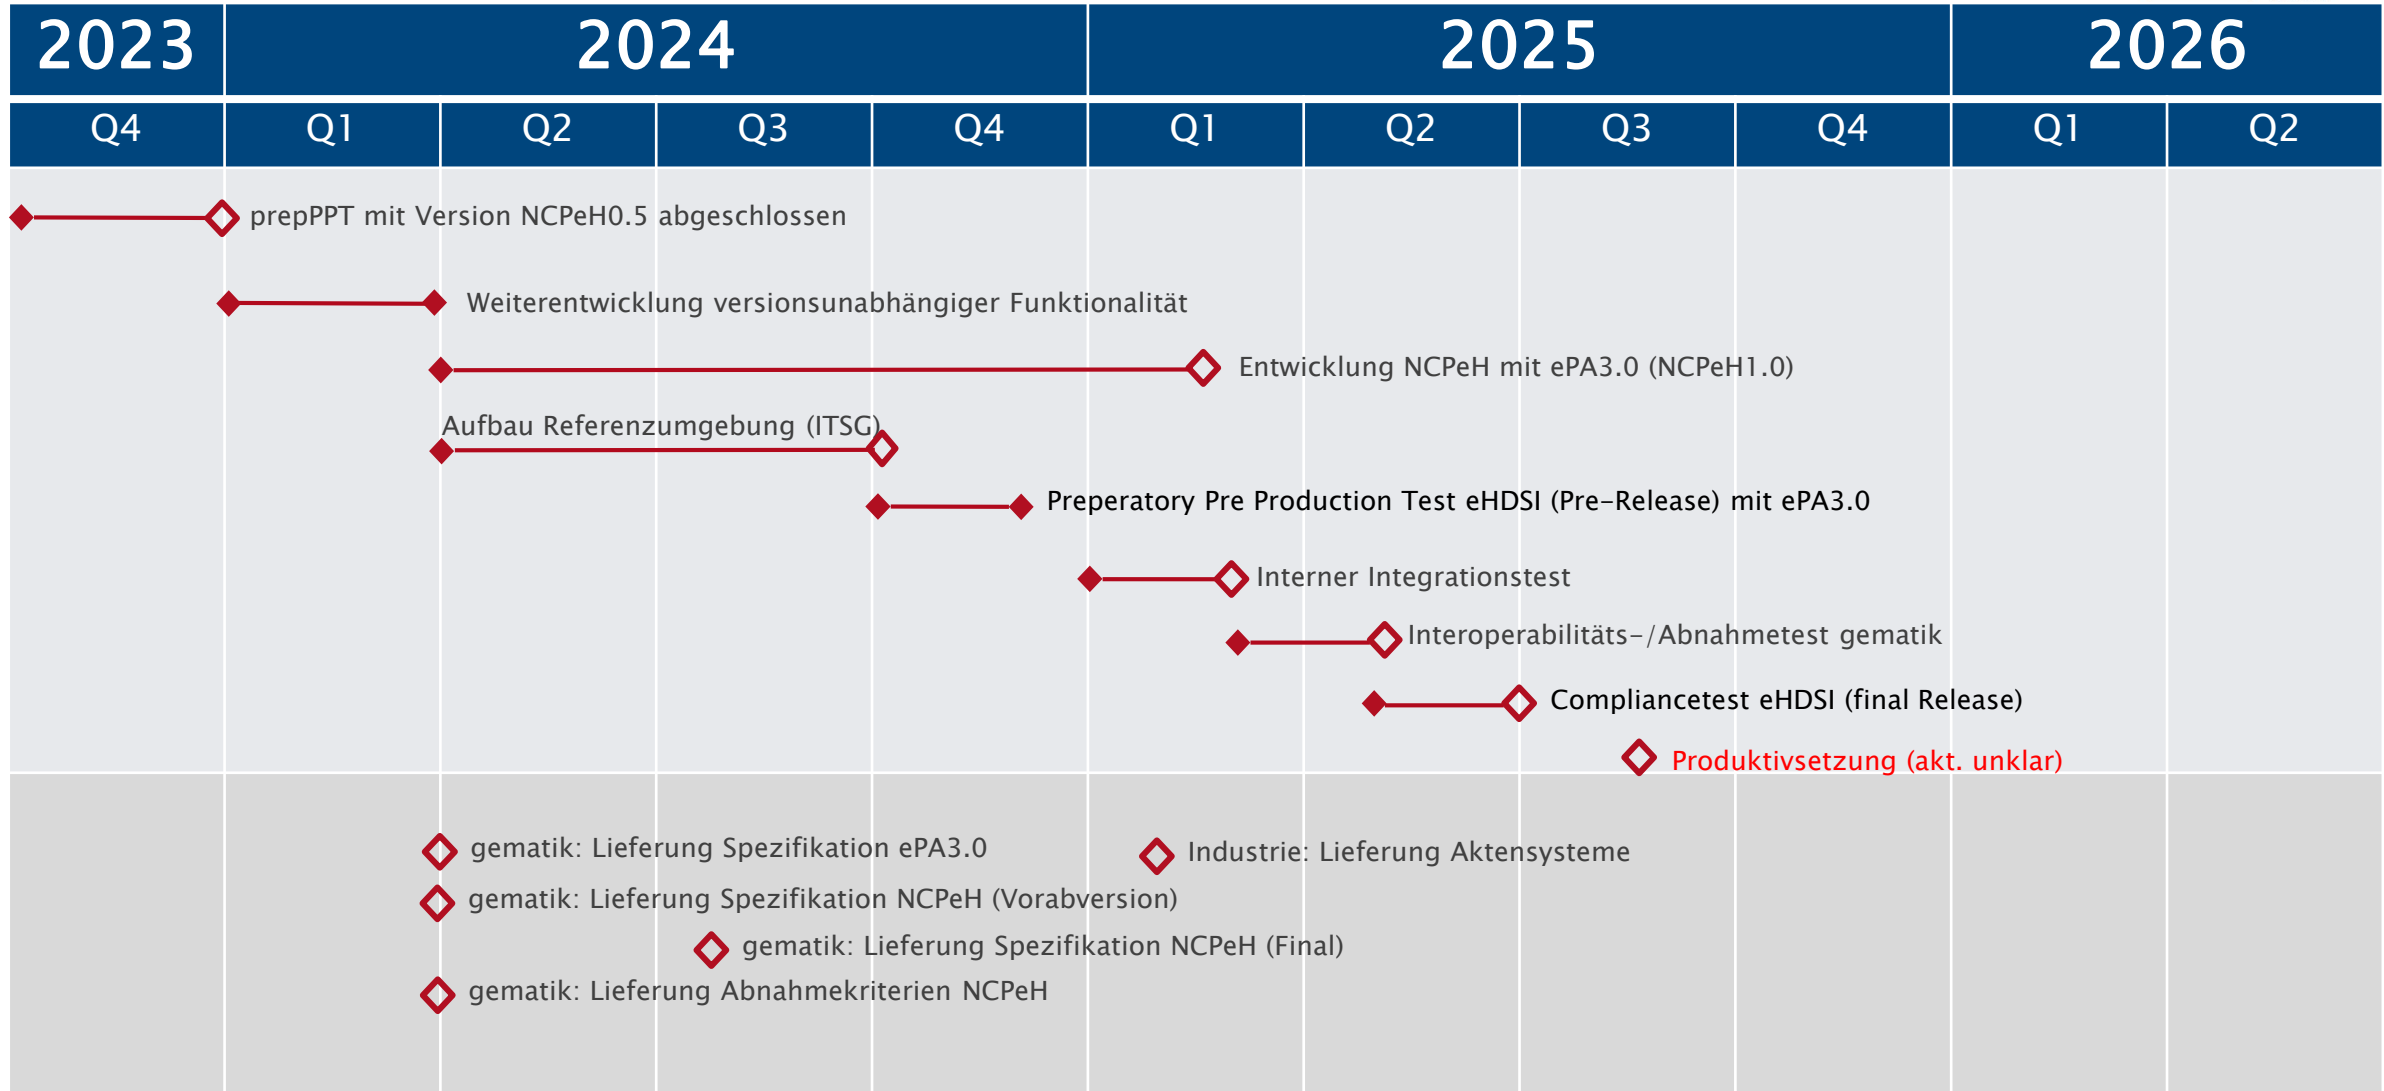 2023 2024 2025 2026
Q4 Q1 Q2 Q3 Q4 Q1 Q2 Q3 Q4 Q1 Q2
prepPPT mit Version NCPeH0.5 abgeschlossen
Weiterentwicklung versionsunabhängiger Funktionalität
Entwicklung NCPeH mit ePA3.0 (NCPeH1.0)
Aufbau Referenzumgebung (ITSG)
Preperatory Pre Production Test eHDSI (Pre-Release) mit ePA3.0
Interner Integrationstest
Interoperabilitäts-/Abnahmetest gematik
Compliancetest eHDSI (final Release)
Produktivsetzung (akt. unklar)
gematik: Lieferung Spezifikation ePA3.0
Industrie: Lieferung Aktensysteme
gematik: Lieferung Spezifikation NCPeH (Vorabversion)
gematik: Lieferung Spezifikation NCPeH (Final)
gematik: Lieferung Abnahmekriterien NCPeH